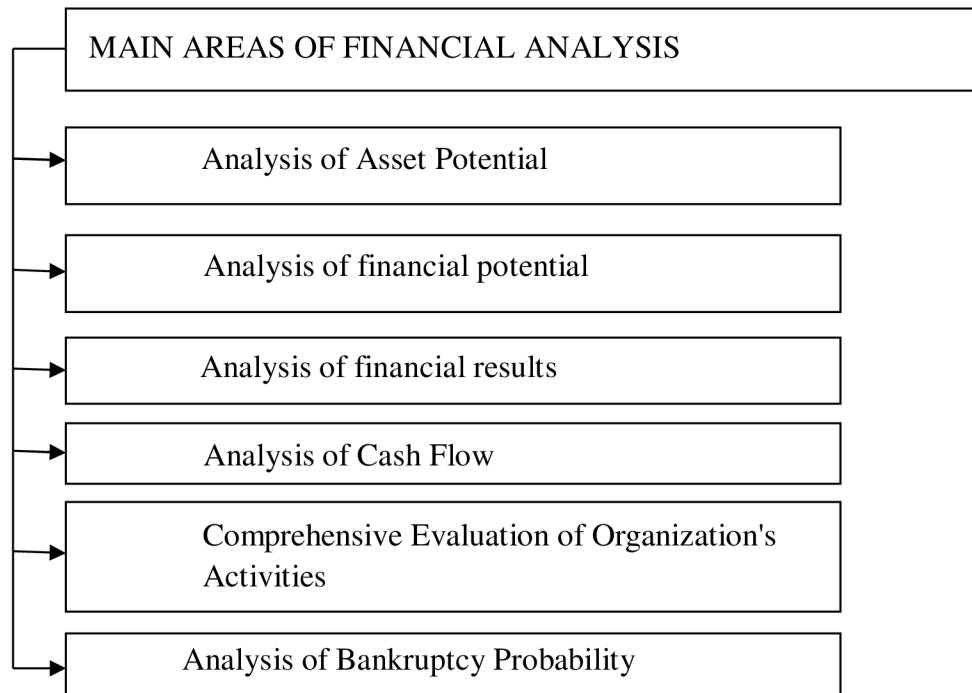 MAIN AREAS OF FINANCIAL ANALYSIS
Analysis of Asset Potential
Analysis of financial potential
Analysis of financial results
Analysis of Cash Flow
Comprehensive Evaluation of Organization's
Activities
Analysis of Bankruptcy Probability